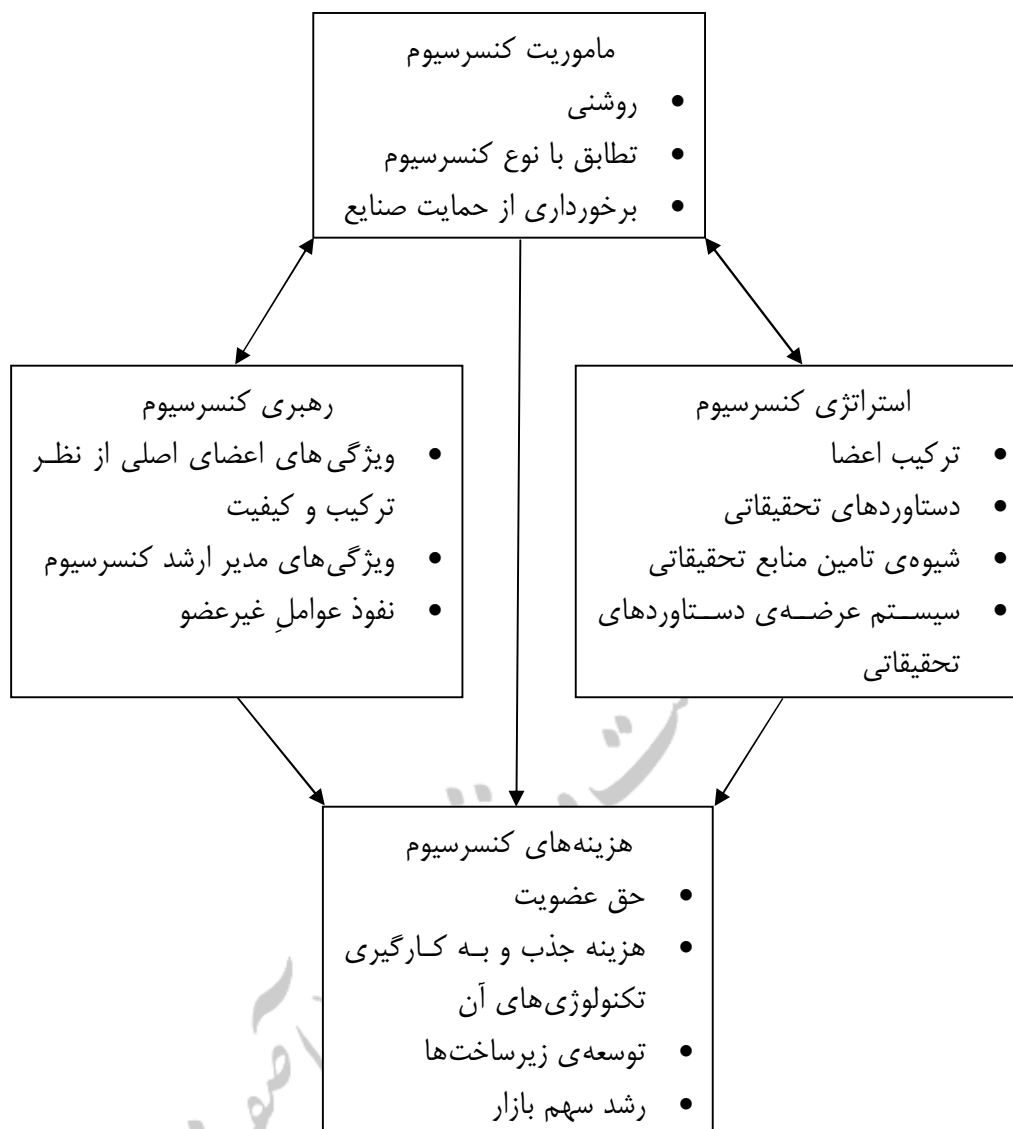 ماموریت کنسرسیوم
• روشنی
• تطابق با نوع کنسرسیوم
• برخورداری از حمایت صنایع
استراتژی کنسرسیوم
• ترکیب اعضا
• دستاوردهای تحقیقاتی
• شیوه‌ی تامین منابع تحقیقاتی
• سیستم عرضه‌ی دستاوردهای
تحقیقاتی
رهبری کنسرسیوم
• ویژگی‌های اعضای اصلی از نظر
ترکیب و کیفیت
• ویژگی‌های مدیر ارشد کنسرسیوم
• نفوذ عواملِ غیرعضو
هزینه‌های کنسرسیوم
• حق عضویت
• هزینه جذب و به کارگیری
تکنولوژی‌های آن
• توسعه‌ی زیرساخت‌ها
• رشد سهم بازار